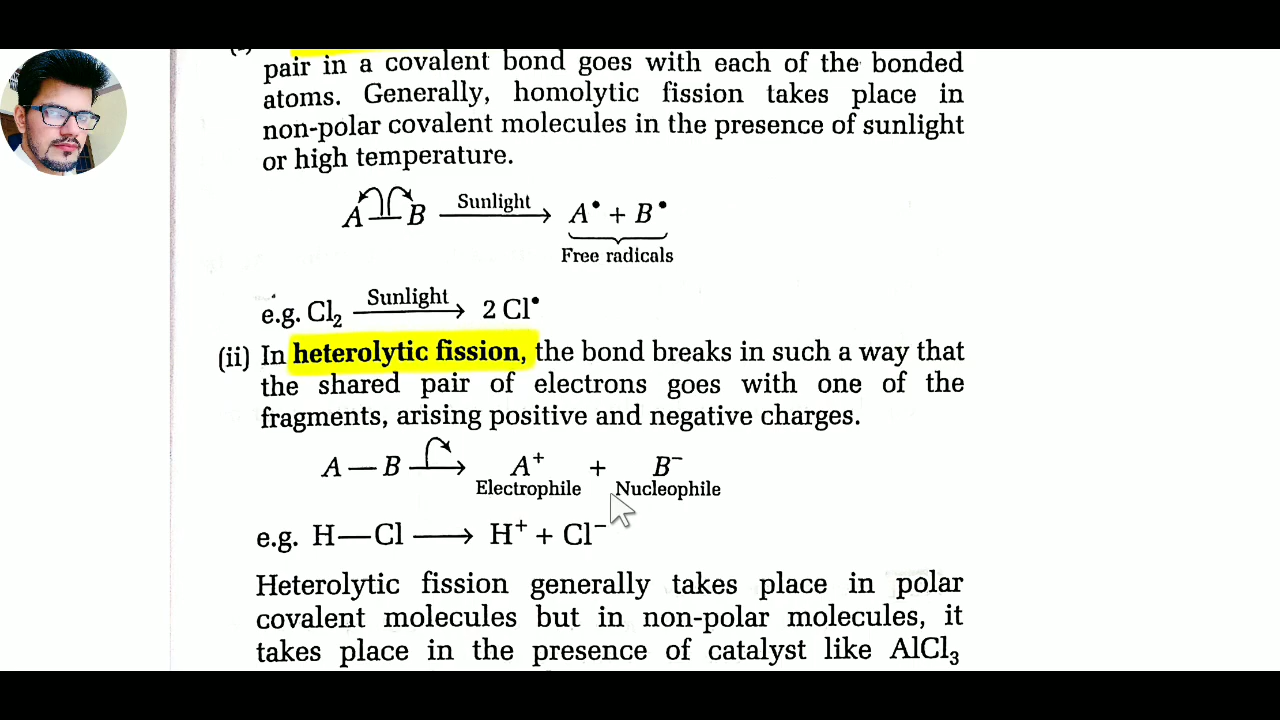 pair in a covalent bond goes with each of the bonded
atoms. Generally, homolytic fission takes place in
non-polar covalent molecules in the presence of sunlight
or high temperature.
A—B Sunlight→ A• + B•
Free radicals
e.g. Cl₂ Sunlight→ 2 Cl•
(ii) In heterolytic fission, the bond breaks in such a way that
the shared pair of electrons goes with one of the
fragments, arising positive and negative charges.
A — B → A⁺ + B⁻
Electrophile Nucleophile
e.g. H—Cl → H⁺ + Cl⁻
Heterolytic fission generally takes place in polar
covalent molecules but in non-polar molecules, it
takes place in the presence of catalyst like AlCl₃